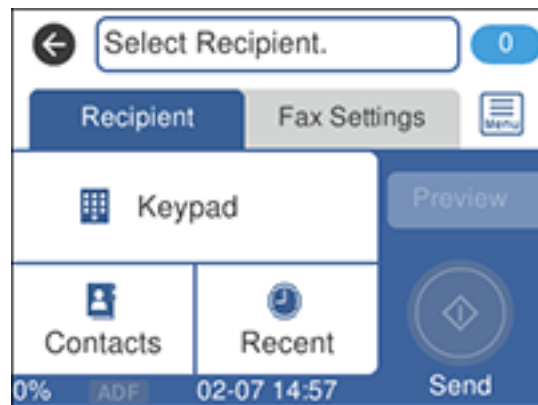 Select Recipient. 0
Recipient Fax Settings Menu
Keypad Preview
Contacts Recent
0% ADF 02-07 14:57 Send